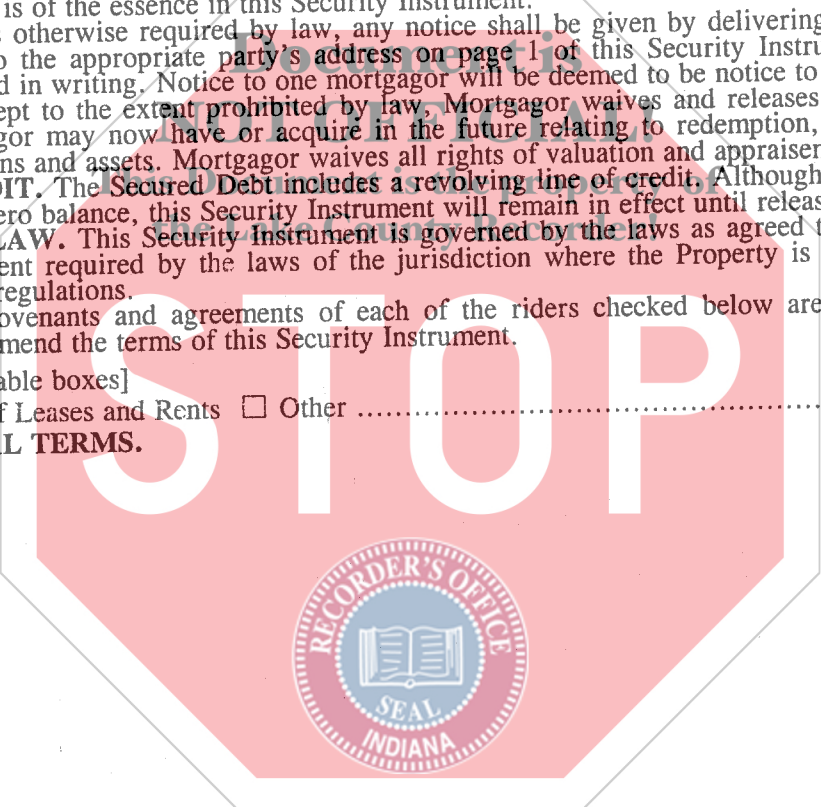 is of the essence in this Security Instrument.
otherwise required by law, any notice shall be given by delivering
o the appropriate party's address on page 1 of this Security Instru
d in writing. Notice to one mortgagor will be deemed to be notice to
ept to the extent prohibited by law, Mortgagor waives and releases
gor may now have or acquire in the future relating to redemption,
ns and assets. Mortgagor waives all rights of valuation and appraisem
DIT. The Secured Debt includes a revolving line of credit. Although
ero balance, this Security Instrument will remain in effect until releas
LAW. This Security Instrument is governed by the laws as agreed t
ent required by the laws of the jurisdiction where the Property is
regulations.
ovenants and agreements of each of the riders checked below are
mend the terms of this Security Instrument.
able boxes]
f Leases and Rents ☐ Other ........................................................
L TERMS.
Document is
NOT OFFICIAL!
This Document is the property of
the Lake County Recorder!
STOP
RECORDER'S OFFICE
SEAL
INDIANA